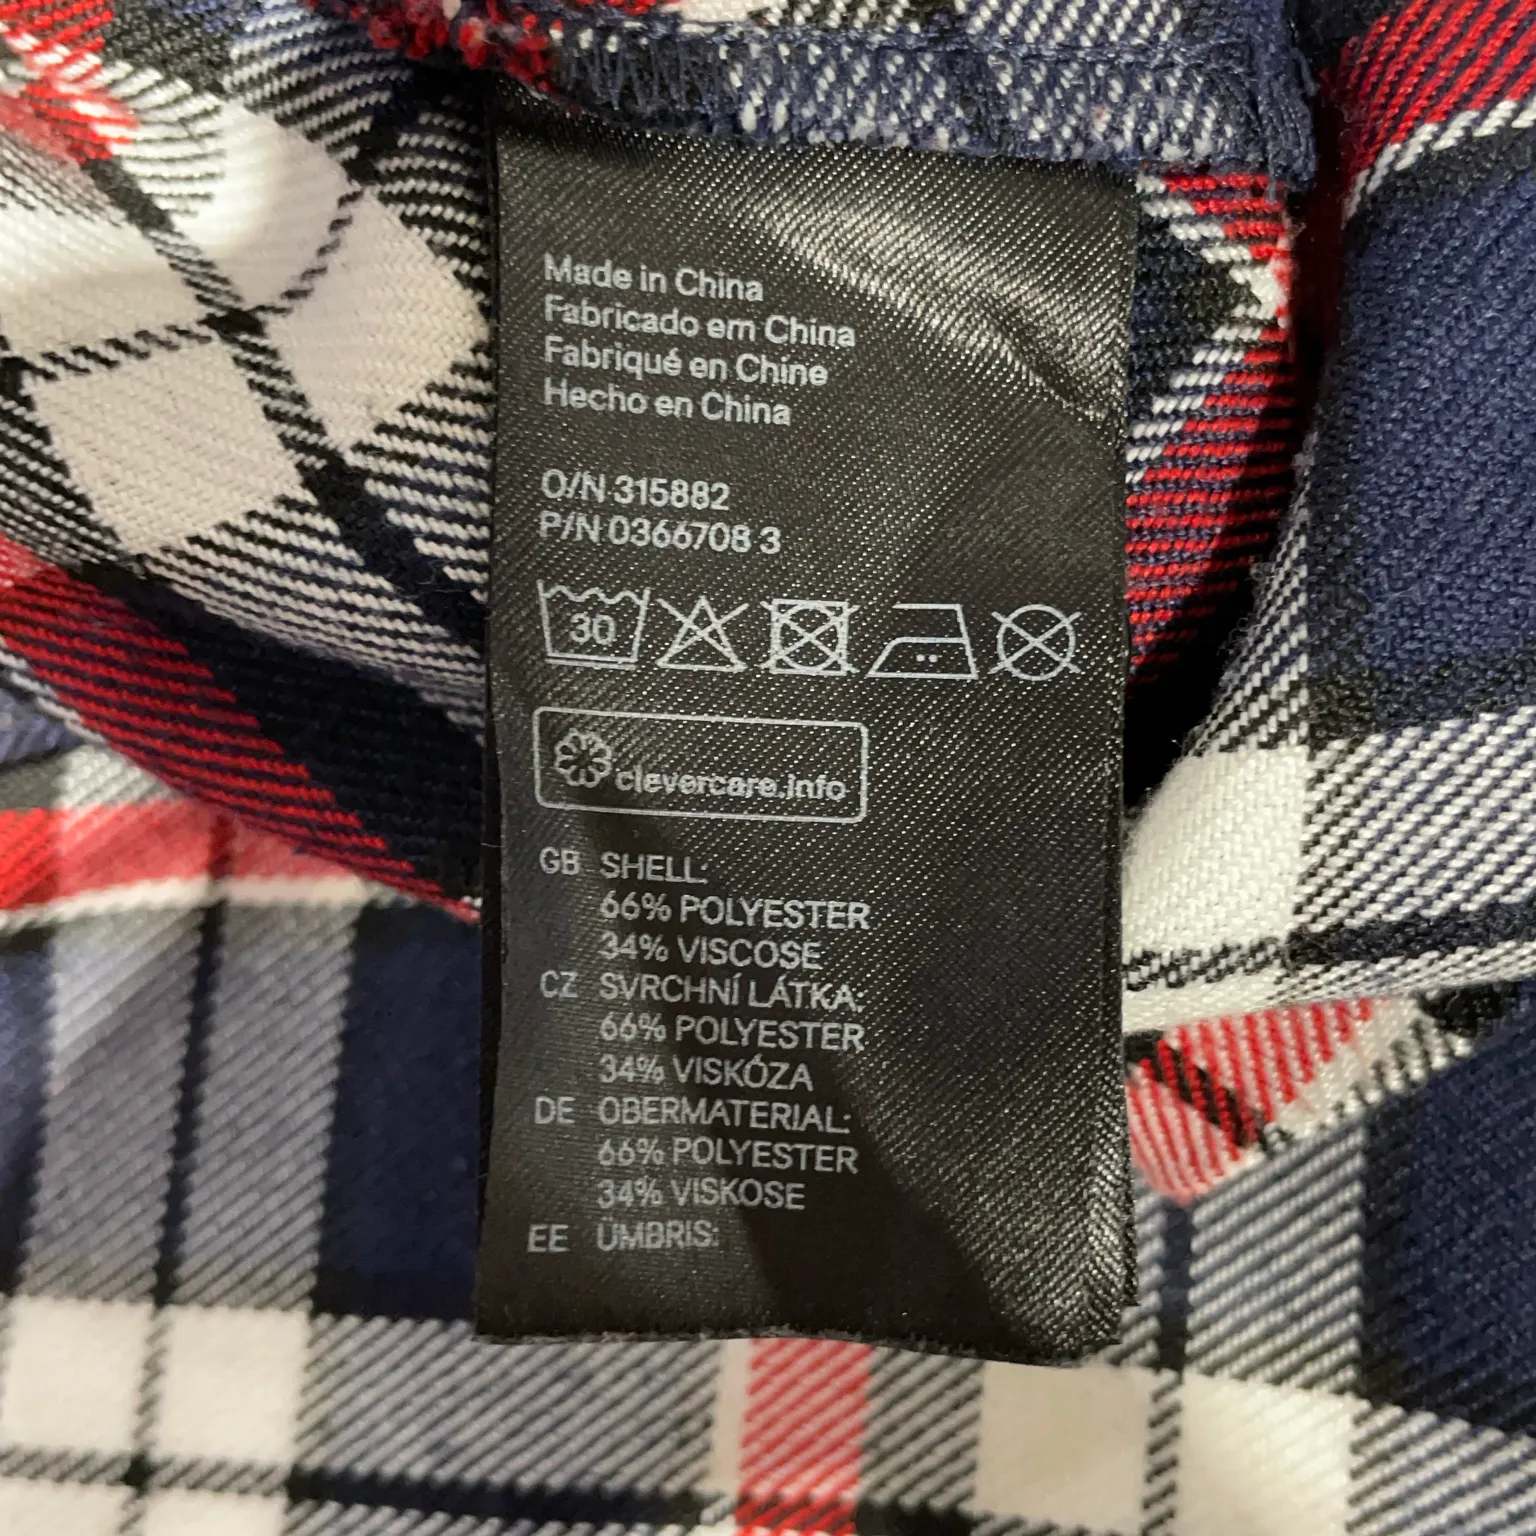 Made in China
Fabricado em China
Fabriqué en Chine
Hecho en China
O/N 315882
P/N 0366708 3
30
clevercare.info
GB SHELL:
66% POLYESTER
34% VISCOSE
CZ SVRCHNÍ LÁTKA:
66% POLYESTER
34% VISKÓZA
DE OBERMATERIAL:
66% POLYESTER
34% VISKOSE
EE ÜMBRIS: